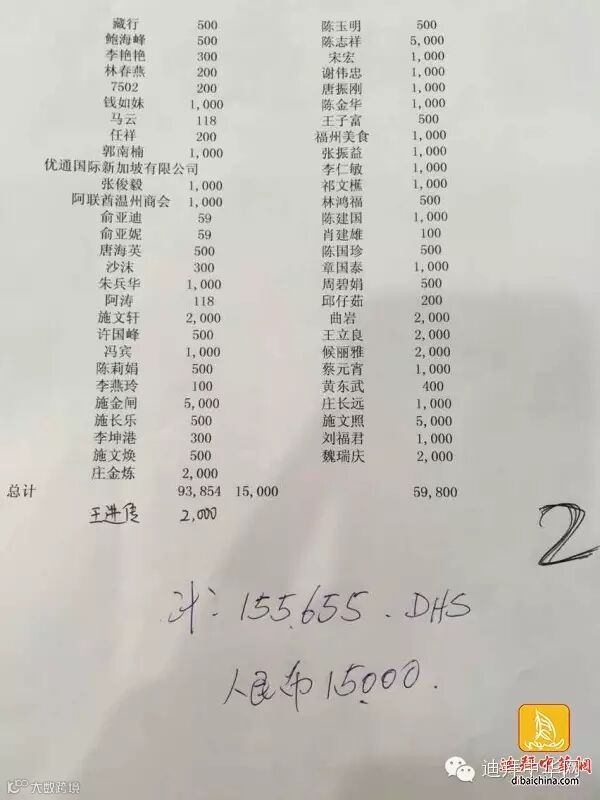 藏行 500 陈玉明 500
鲍海峰 500 陈志祥 5,000
李艳艳 300 宋宏 1,000
林春燕 200 谢伟忠 1,000
7502 200 唐振刚 1,000
钱如妹 1,000 陈金华 1,000
马云 118 王子富 500
任祥 200 福州美食 1,000
郭南楠 1,000 张振益 1,000
优通国际新加坡有限公司 李仁敏 1,000
张俊毅 1,000 祁文樵 1,000
阿联酋温州商会 1,000 林鸿福 500
俞亚迪 59 陈建国 1,000
俞亚妮 59 肖建雄 100
唐海英 500 陈国珍 500
沙沫 300 章国泰 1,000
朱兵华 1,000 周碧娟 500
阿涛 118 邱仔茹 200
施文轩 2,000 曲岩 2,000
许国峰 500 王立良 2,000
冯宾 1,000 候丽雅 2,000
陈莉娟 500 蔡元宵 1,000
李燕玲 100 黄东武 400
施金闸 5,000 庄长远 1,000
施长乐 500 施文照 5,000
李坤港 300 刘福君 1,000
施文焕 500 魏瑞庆 2,000
庄金炼 2,000
总计 93,854 15,000 59,800
王进传 2,000
2
计: 155.655. DHS
人民币 15000.
大数跨境
迪拜中华网
dibaichina.com